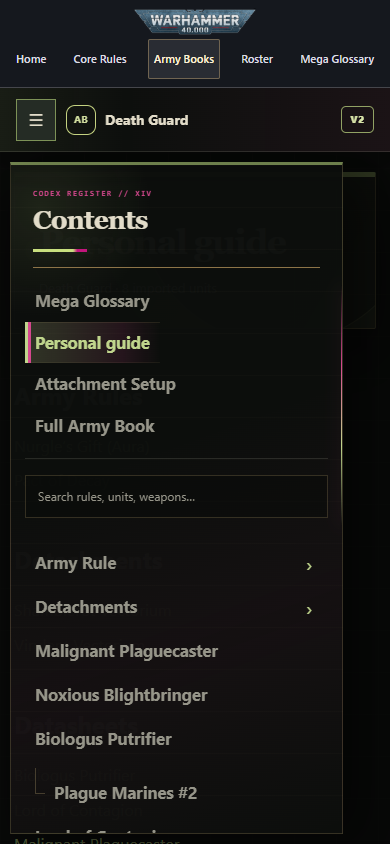 WARHAMMER
40,000
Home Core Rules Army Books Roster Mega Glossary
☰ AB Death Guard V2
CODEX REGISTER // XIV
Contents
Mega Glossary
Personal guide
Attachment Setup
Full Army Book
Search rules, units, weapons...
Army Rule ›
Detachments ›
Malignant Plaguecaster
Noxious Blightbringer
Biologus Putrifier
Plague Marines #2
Malignant Plaguecaster